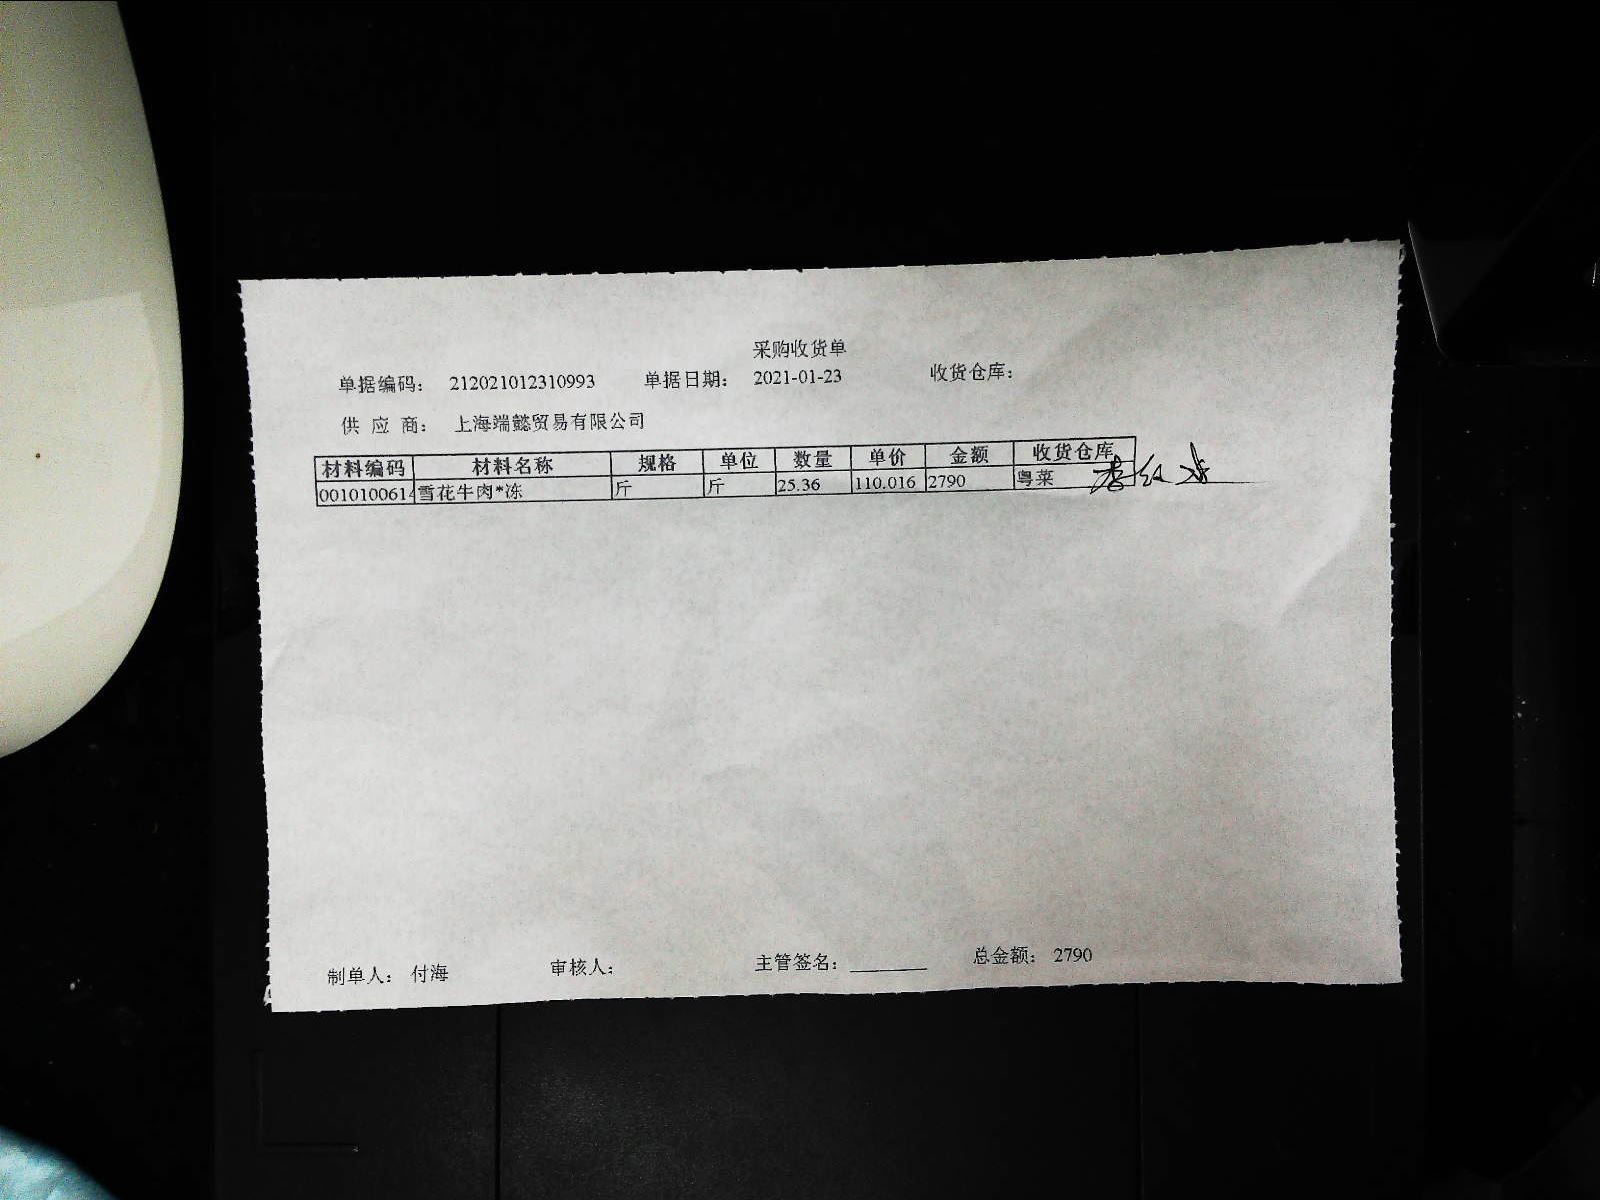 采购收货单
单据编码： 212021012310993 单据日期： 2021-01-23 收货仓库：
供 应 商： 上海端懿贸易有限公司
材料编码 材料名称 规格 单位 数量 单价 金额 收货仓库
0010100614 雪花牛肉*冻 斤 斤 25.36 110.016 2790 粤菜
制单人： 付海 审核人： 主管签名： ________ 总金额： 2790